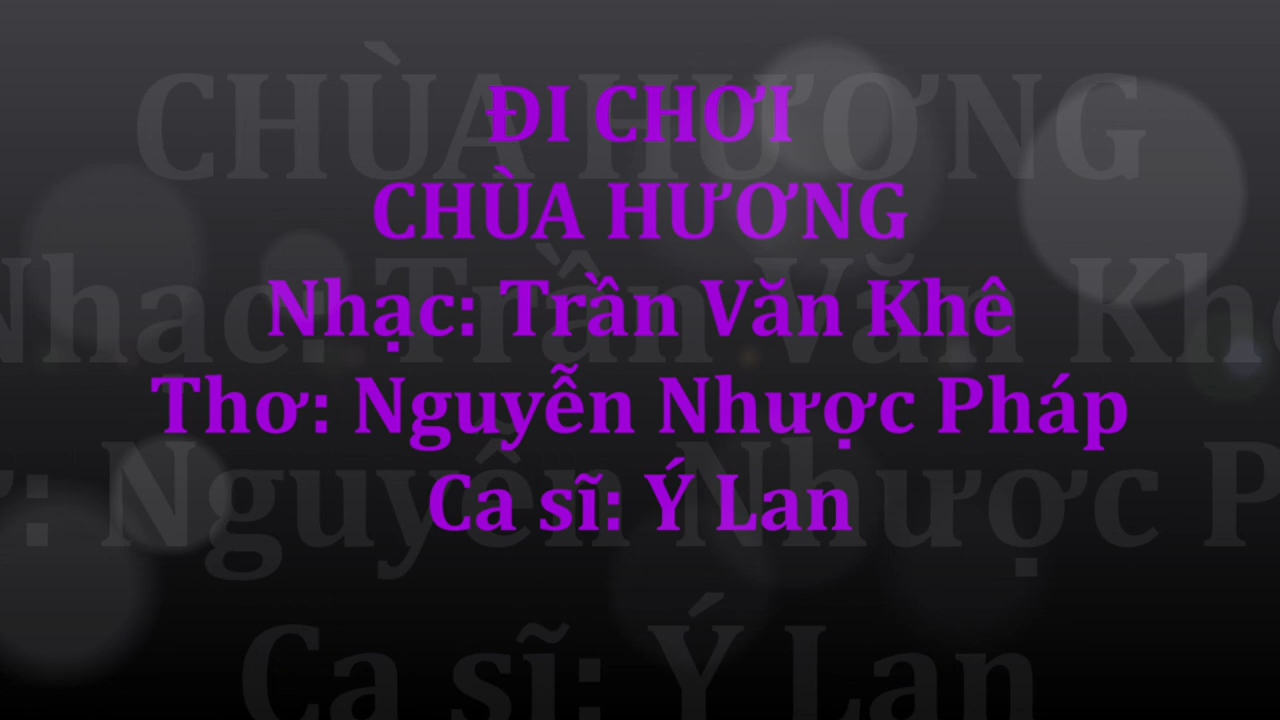 ĐI CHƠI
CHÙA HƯƠNG
Nhạc: Trần Văn Khê
Thơ: Nguyễn Nhược Pháp
Ca sĩ: Ý Lan